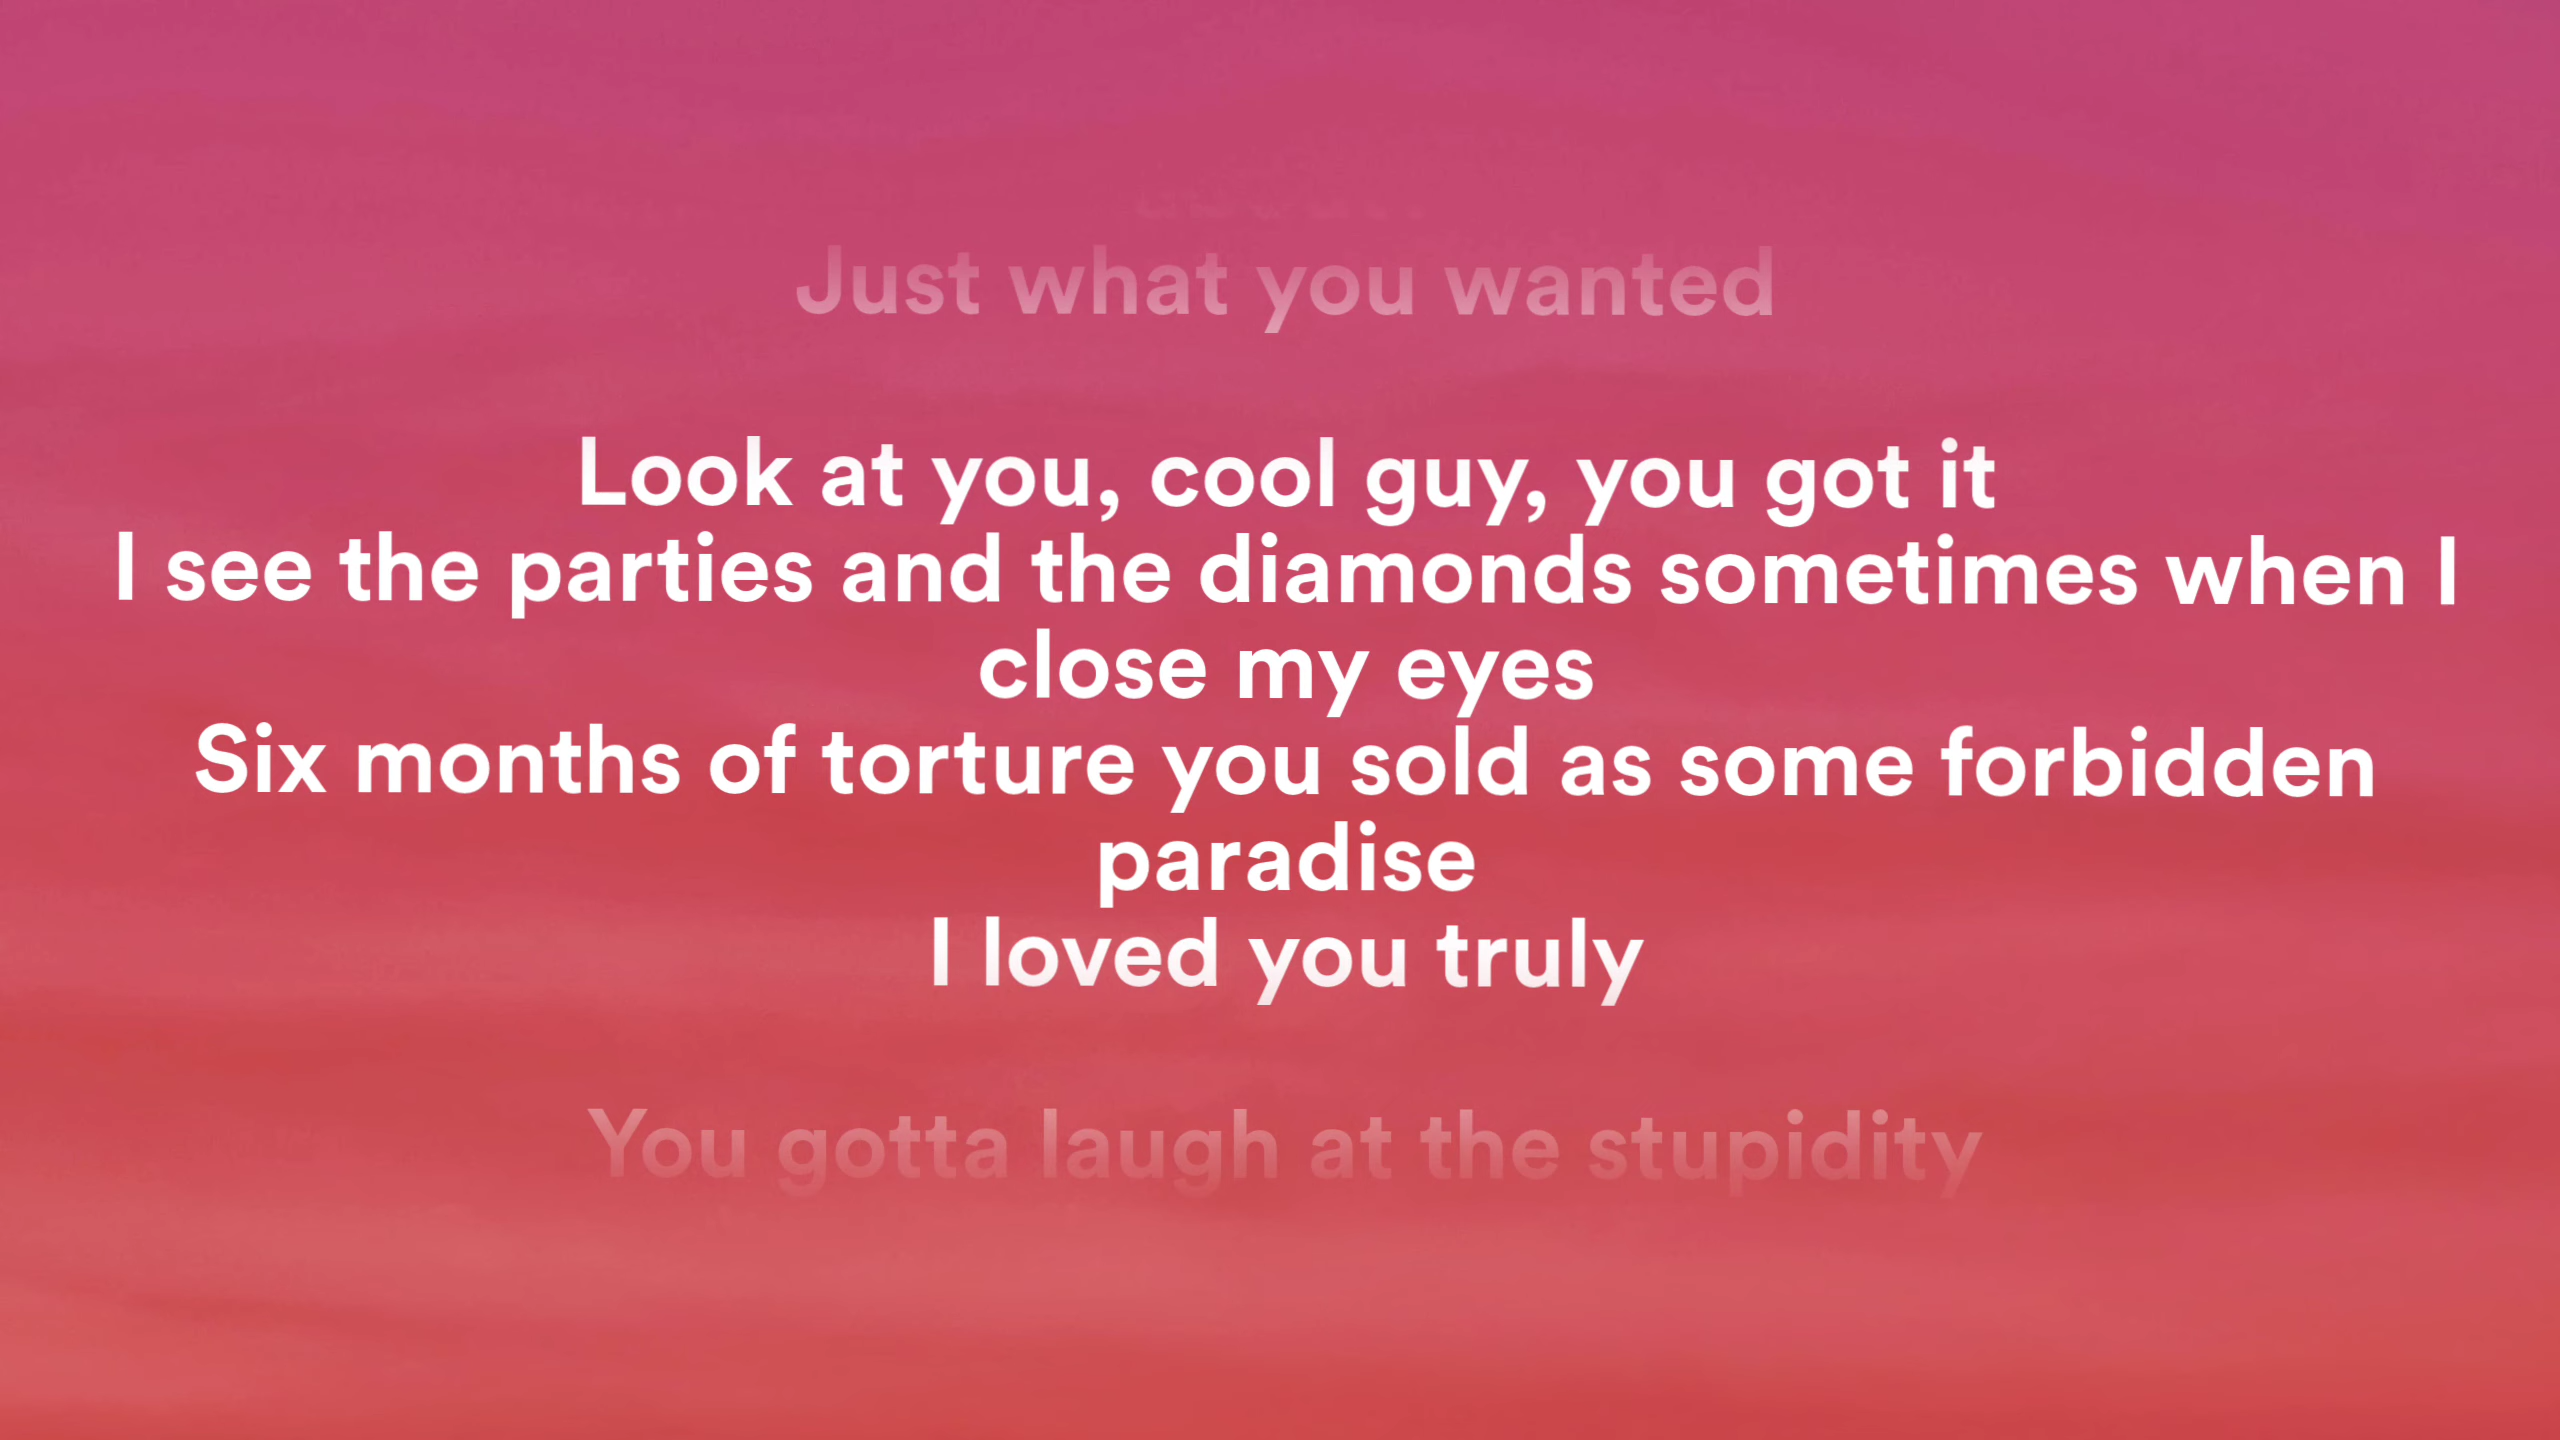 Just what you wanted
Look at you, cool guy, you got it
I see the parties and the diamonds sometimes when I
close my eyes
Six months of torture you sold as some forbidden
paradise
I loved you truly
You gotta laugh at the stupidity